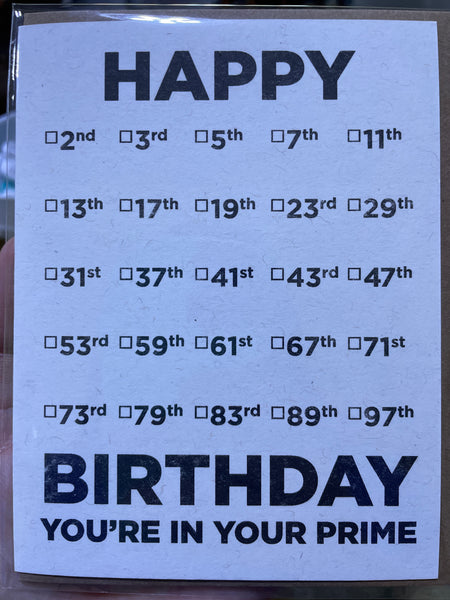 HAPPY
☐2nd ☐3rd ☐5th ☐7th ☐11th
☐13th ☐17th ☐19th ☐23rd ☐29th
☐31st ☐37th ☐41st ☐43rd ☐47th
☐53rd ☐59th ☐61st ☐67th ☐71st
☐73rd ☐79th ☐83rd ☐89th ☐97th
BIRTHDAY
YOU'RE IN YOUR PRIME